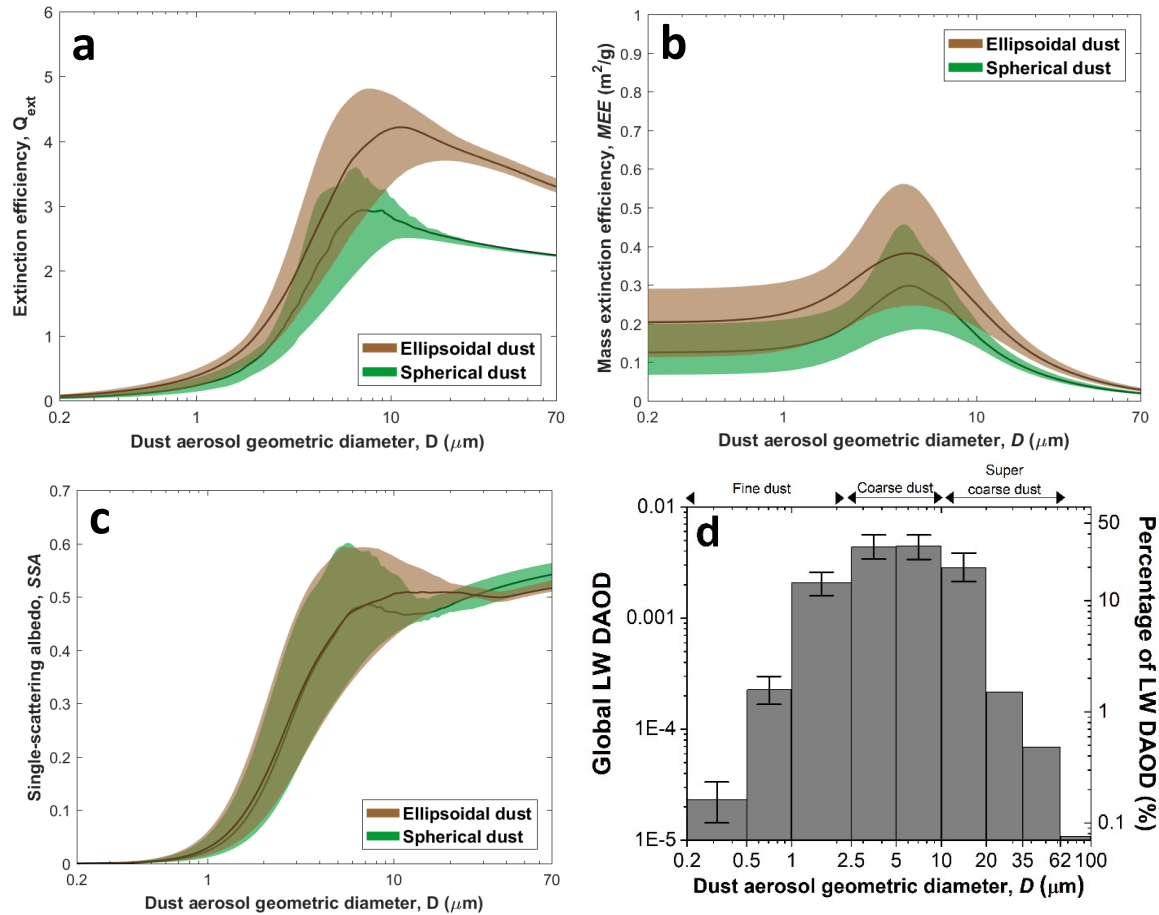 a
Extinction efficiency, Q_ext
6
5
4
3
2
1
0
Ellipsoidal dust
Spherical dust
0.2 1 10 70
Dust aerosol geometric diameter, D (μm)
b
Mass extinction efficiency, MEE (m²/g)
1
0.9
0.8
0.7
0.6
0.5
0.4
0.3
0.2
0.1
0
Ellipsoidal dust
Spherical dust
0.2 1 10 70
Dust aerosol geometric diameter, D (μm)
c
Single-scattering albedo, SSA
0.7
0.6
0.5
0.4
0.3
0.2
0.1
0
Ellipsoidal dust
Spherical dust
0.2 1 10 70
Dust aerosol geometric diameter, D (μm)
Fine dust
Coarse dust
Super
coarse dust
d
Global LW DAOD
0.01
0.001
1E-4
1E-5
50
10
1
0.1
Percentage of LW DAOD (%)
0.2 0.5 1 2.5 5 10 20 35 62 100
Dust aerosol geometric diameter, D (μm)